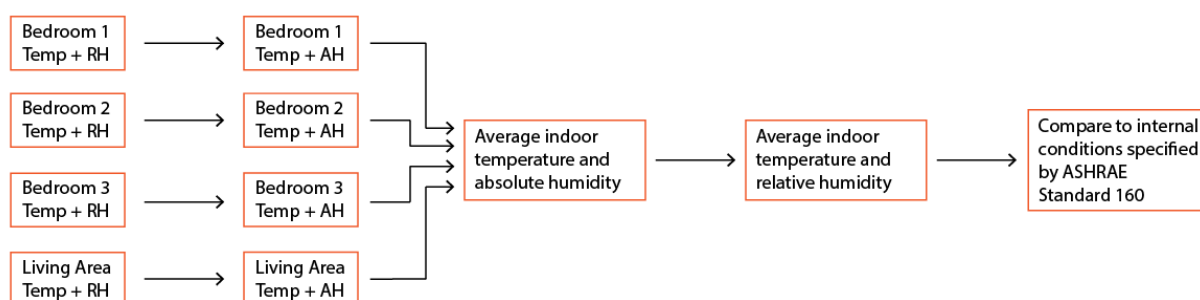 Bedroom 1
Temp + RH
Bedroom 1
Temp + AH
Bedroom 2
Temp + RH
Bedroom 2
Temp + AH
Bedroom 3
Temp + RH
Bedroom 3
Temp + AH
Living Area
Temp + RH
Living Area
Temp + AH
Average indoor
temperature and
absolute humidity
Average indoor
temperature and
relative humidity
Compare to internal
conditions specified
by ASHRAE
Standard 160